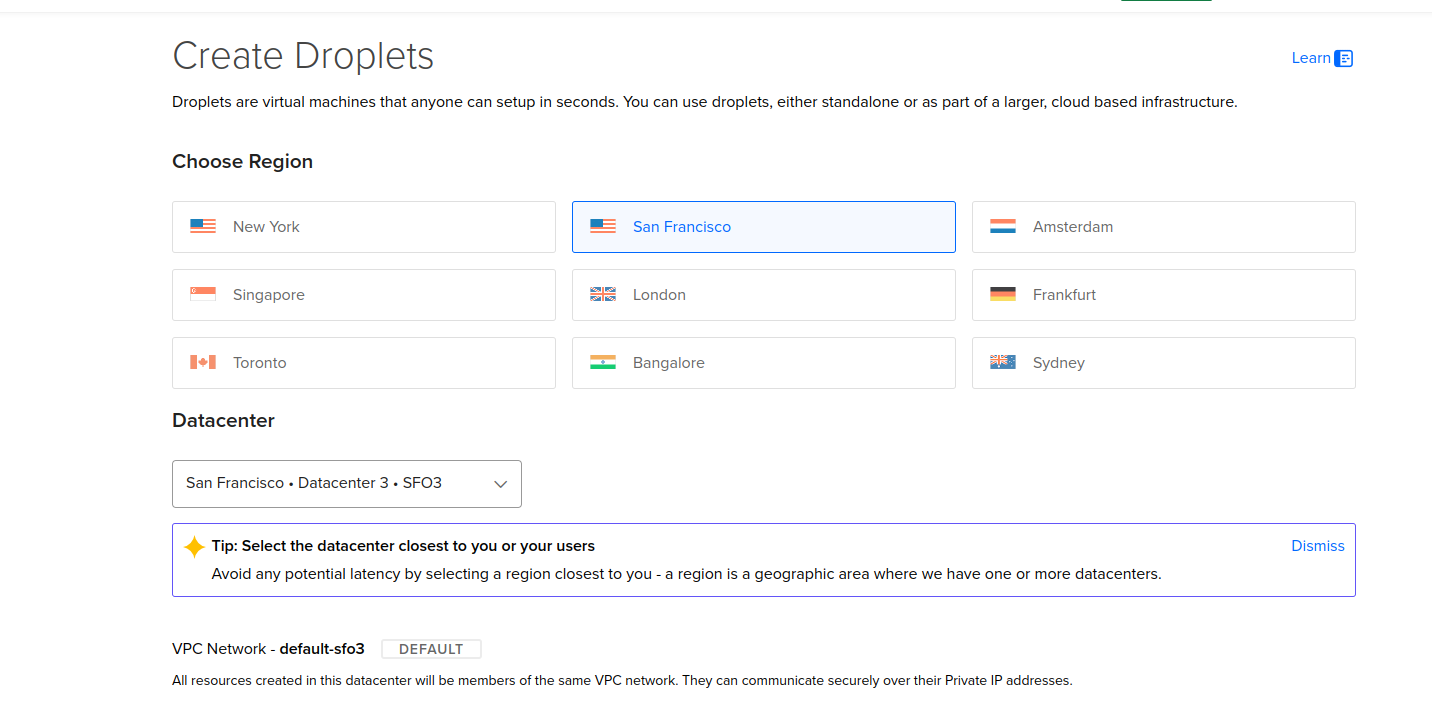 Create Droplets
Learn
Droplets are virtual machines that anyone can setup in seconds. You can use droplets, either standalone or as part of a larger, cloud based infrastructure.
Choose Region
New York
San Francisco
Amsterdam
Singapore
London
Frankfurt
Toronto
Bangalore
Sydney
Datacenter
San Francisco • Datacenter 3 • SFO3
Tip: Select the datacenter closest to you or your users
Dismiss
Avoid any potential latency by selecting a region closest to you - a region is a geographic area where we have one or more datacenters.
VPC Network - default-sfo3 DEFAULT
All resources created in this datacenter will be members of the same VPC network. They can communicate securely over their Private IP addresses.